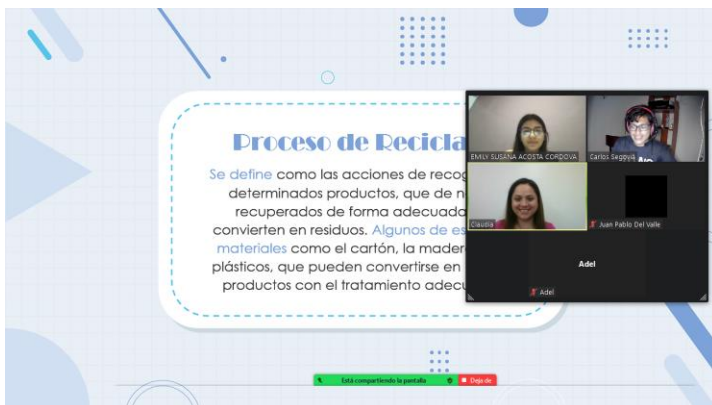 Proceso de Recicla
Se define como las acciones de recog
determinados productos, que de n
recuperados de forma adecuada
convierten en residuos. Algunos de es
materiales como el cartón, la mader
plásticos, que pueden convertirse en
productos con el tratamiento adecu
EMILY SUSANA ACOSTA CORDOVA
Carlos Segovia
Claudia
Juan Pablo Del Valle
Adel
Adel
Está compartiendo la pantalla
Deja de